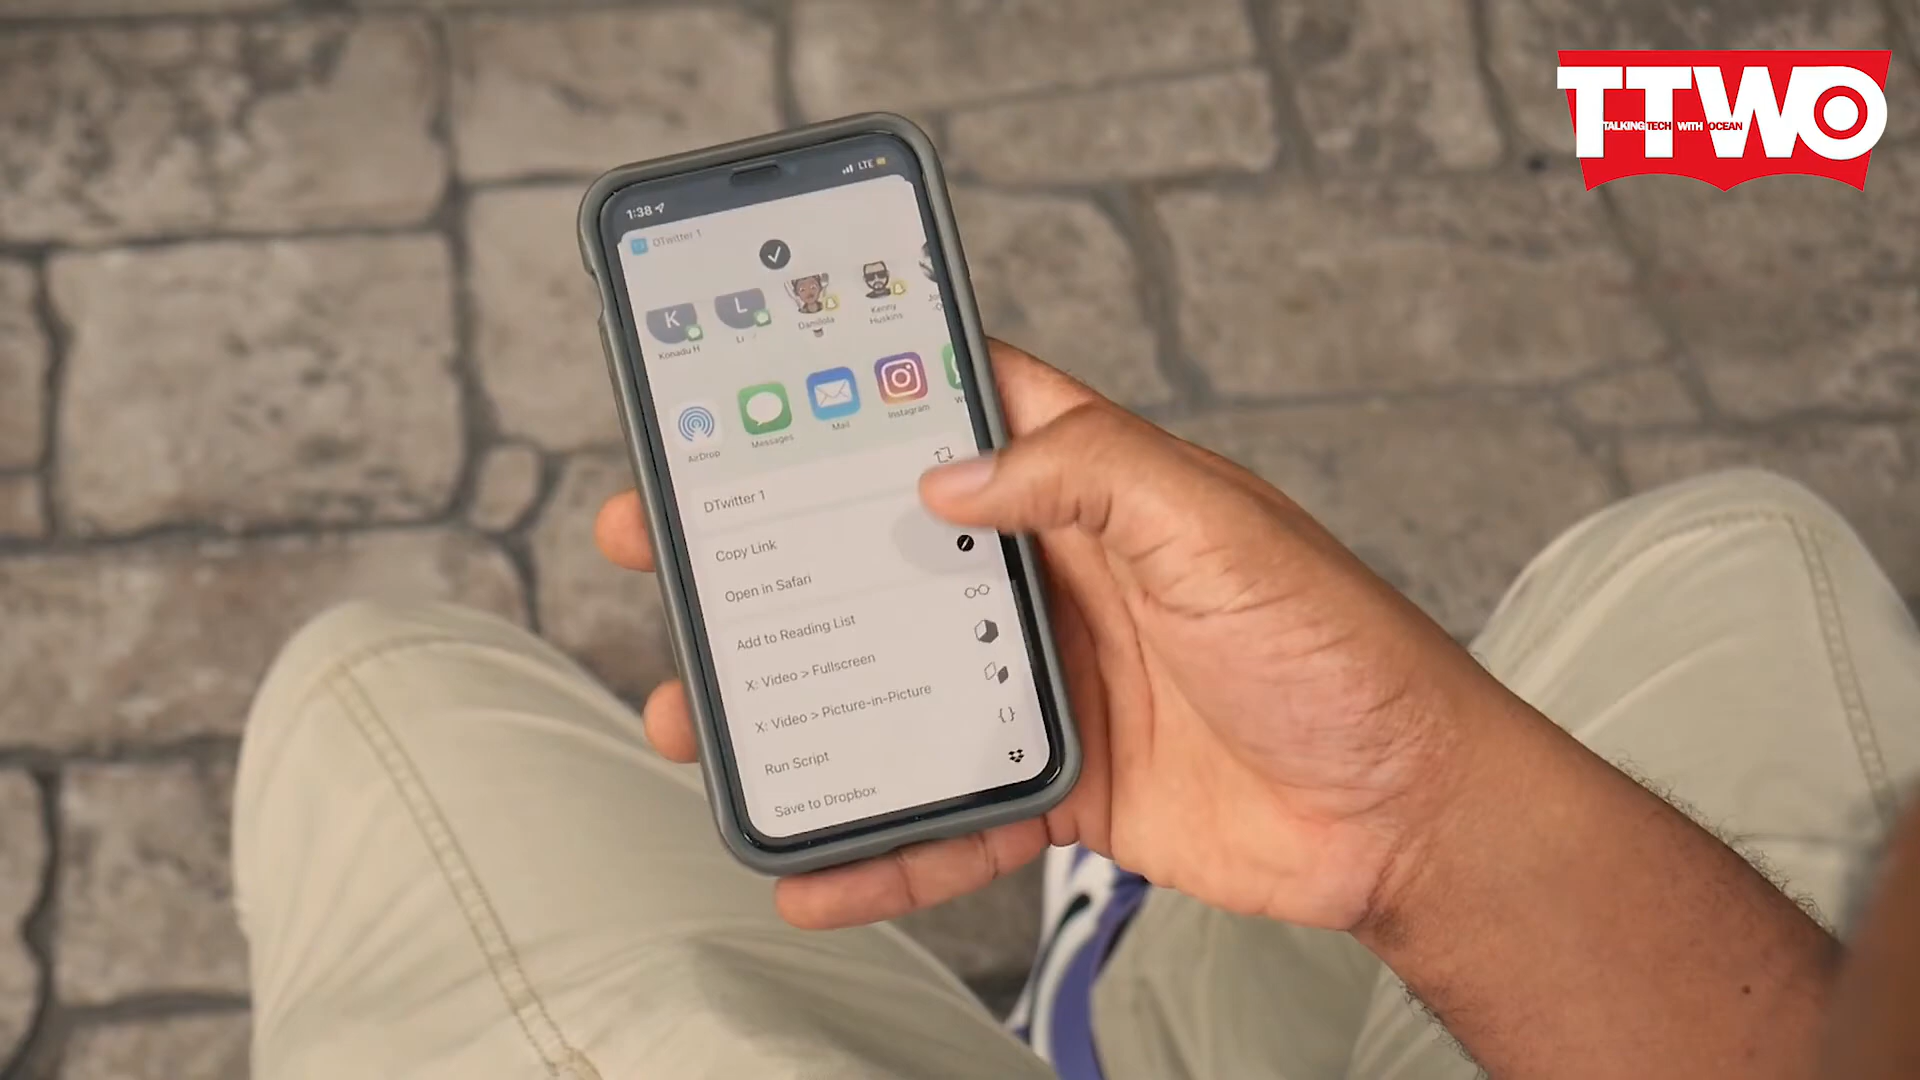 TTWO
TALKING TECH WITH OCEAN
1:38
LTE
DTwitter 1
K
L
Konadu H
Li
Damilola
Kenny
Huskins
AirDrop
Messages
Mail
Instagram
DTwitter 1
Copy Link
Open in Safari
Add to Reading List
X: Video > Fullscreen
X: Video > Picture-in-Picture
Run Script
{}
Save to Dropbox